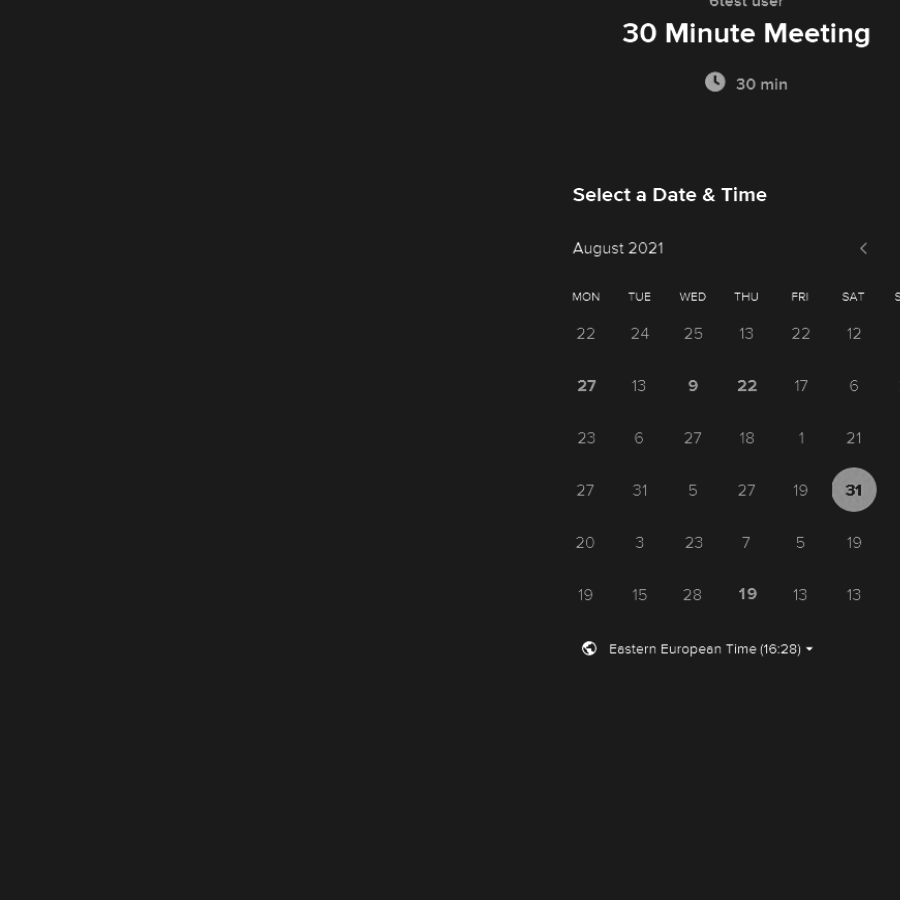 6test user
30 Minute Meeting
30 min
Select a Date & Time
August 2021
MON TUE WED THU FRI SAT S
22 24 25 13 22 12
27 13 9 22 17 6
23 6 27 18 1 21
27 31 5 27 19 31
20 3 23 7 5 19
19 15 28 19 13 13
Eastern European Time (16:28)